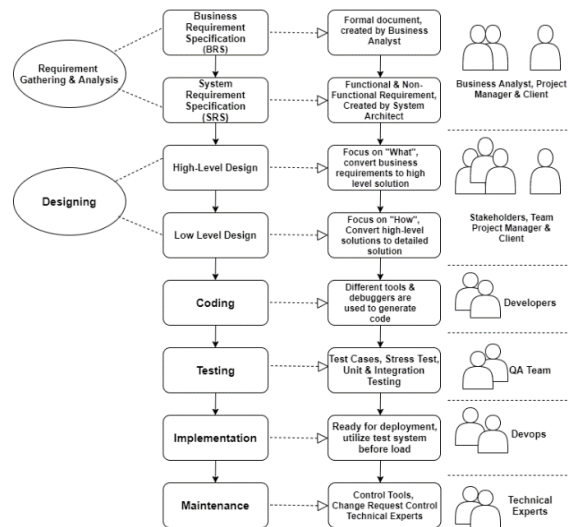 Business
Requirement
Specification
(BRS)
Formal document,
created by Business
Analyst
Requirement
Gathering & Analysis
Business Analyst, Project
Manager & Client
System
Requirement
Specification
(SRS)
Functional & Non-
Functional Requirement,
Created by System
Architect
High-Level Design
Focus on "What",
convert business
requirements to high
level solution
Designing
Stakeholders, Team
Project Manager &
Client
Low Level Design
Focus on "How",
Convert high-level
solutions to detailed
solution
Coding
Different tools &
debuggers are
used to generate
code
Developers
Testing
Test Cases, Stress Test,
Unit & Integration
Testing
QA Team
Implementation
Ready for deployment,
utilize test system
before load
Devops
Maintenance
Control Tools,
Change Request Control
Technical Experts
Technical
Experts